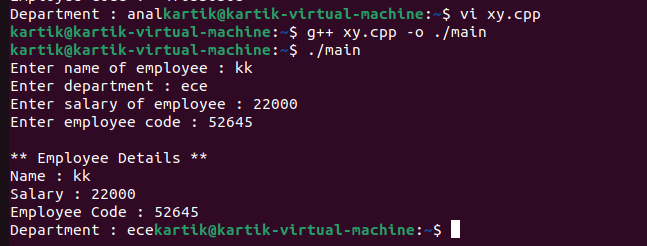 Department : analkartik@kartik-virtual-machine:~$ vi xy.cpp
kartik@kartik-virtual-machine:~$ g++ xy.cpp -o ./main
kartik@kartik-virtual-machine:~$ ./main
Enter name of employee : kk
Enter department : ece
Enter salary of employee : 22000
Enter employee code : 52645
** Employee Details **
Name : kk
Salary : 22000
Employee Code : 52645
Department : ecekartik@kartik-virtual-machine:~$